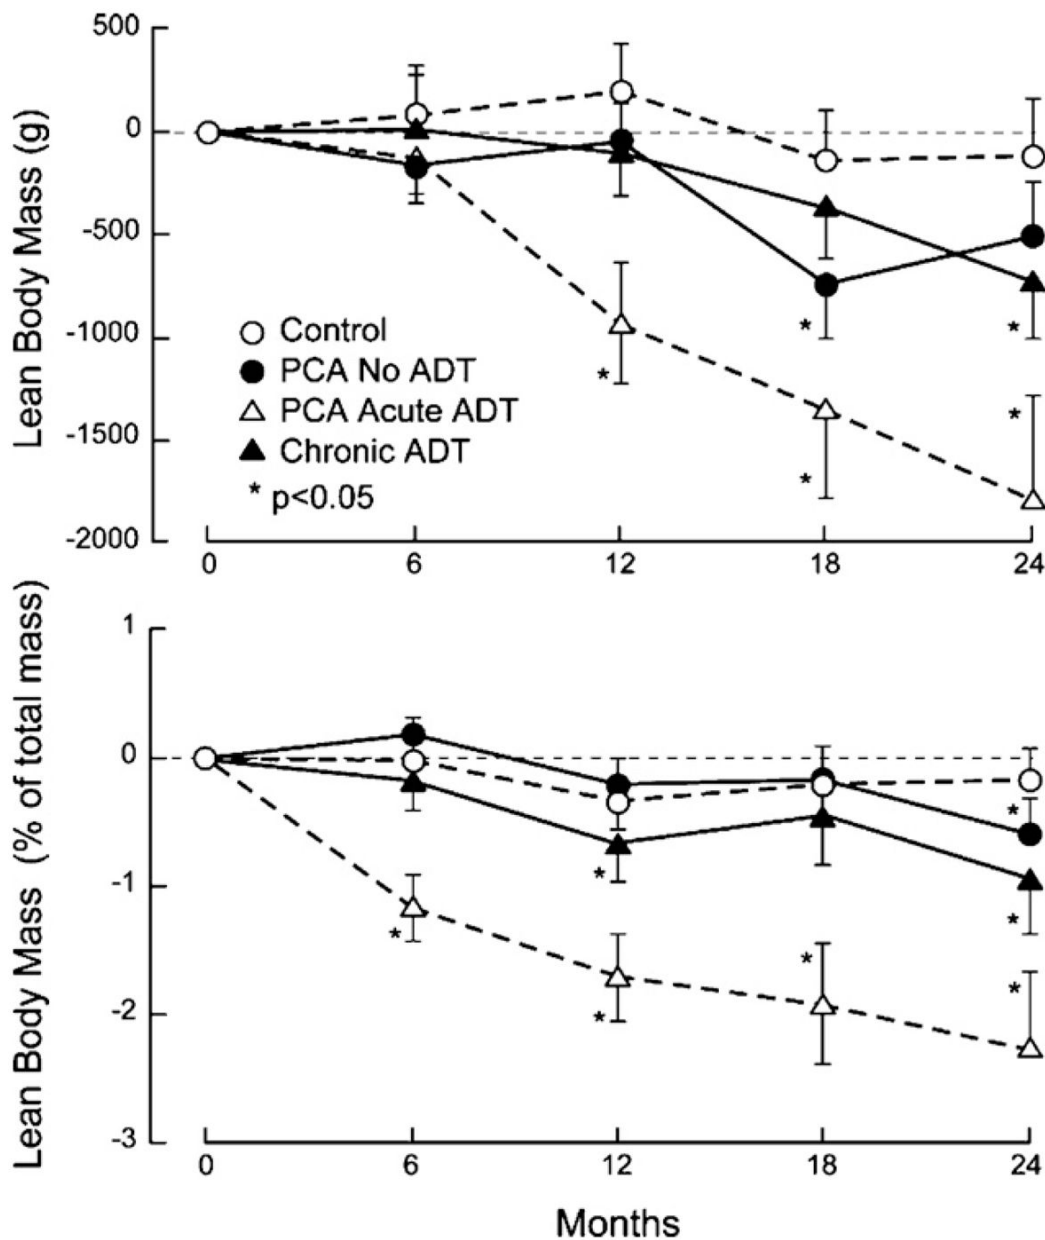 Lean Body Mass (g)
500
0
-500
-1000
-1500
-2000
Control
PCA No ADT
PCA Acute ADT
Chronic ADT
* p<0.05
*
*
*
*
*
0 6 12 18 24
Lean Body Mass (% of total mass)
1
0
-1
-2
-3
*
*
*
*
*
*
*
0 6 12 18 24
Months